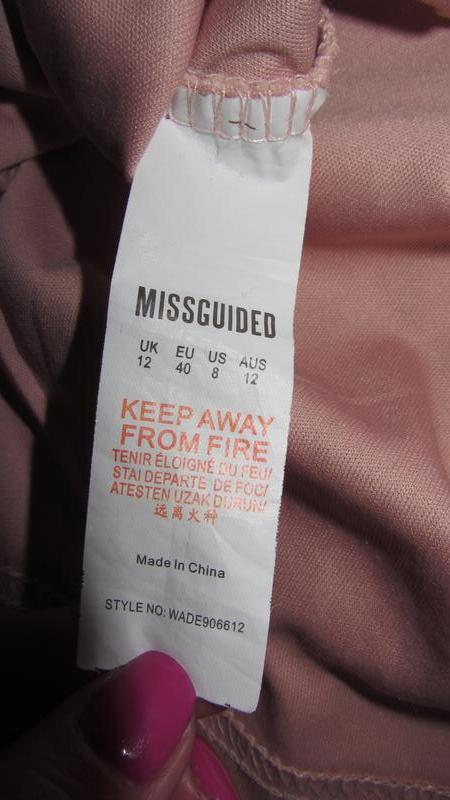 MISSGUIDED
UK EU US AUS
12 40 8 12
KEEP AWAY
FROM FIRE
TENIR ÉLOIGNÉ DU FEU!
STAI DEPARTE DE FOC!
ATEŞTEN UZAK DURUN!
远离火种
Made In China
STYLE NO: WADE906612